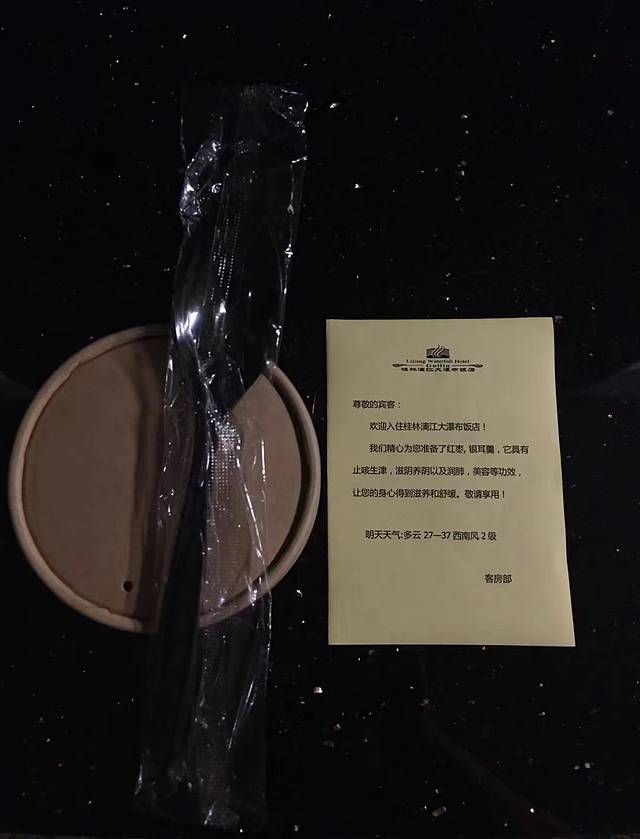 Lijiang Waterfall Hotel
Guilin
桂林漓江大瀑布饭店
尊敬的宾客：
欢迎入住桂林漓江大瀑布饭店！
我们精心为您准备了红枣, 银耳羹，它具有
止咳生津，滋阴养阴以及润肺，美容等功效，
让您的身心得到滋养和舒缓。敬请享用！
明天天气:多云 27—37 西南风 2 级
客房部